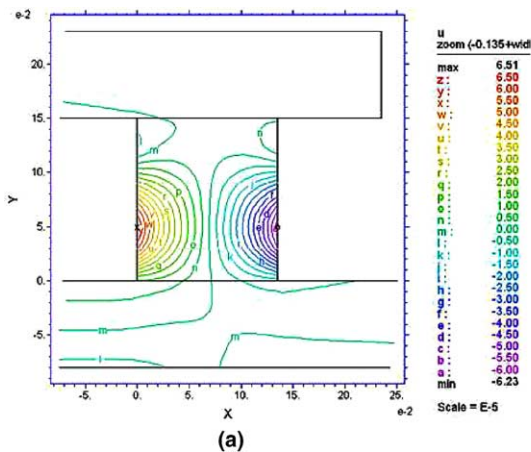 e-2
Y
20.
15.
10.
5.
0.
-5.
-5. 0. 5. 10. 15. 20. 25.
e-2
X
(a)
u
zoom (-0.135+wid
max 6.51
z : 6.50
y : 6.00
x : 5.50
w : 5.00
v : 4.50
u : 4.00
t : 3.50
s : 3.00
r : 2.50
q : 2.00
p : 1.50
o : 1.00
n : 0.50
m : 0.00
l : -0.50
k : -1.00
j : -1.50
i : -2.00
h : -2.50
g : -3.00
f : -3.50
e : -4.00
d : -4.50
c : -5.00
b : -5.50
a : -6.00
min -6.23
Scale = E-5